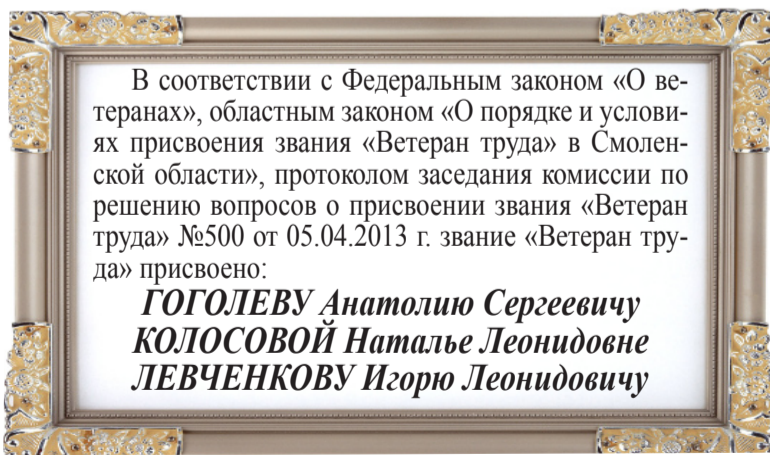 В соответствии с Федеральным законом «О ве-
теранах», областным законом «О порядке и услови-
ях присвоения звания «Ветеран труда» в Смолен-
ской области», протоколом заседания комиссии по
решению вопросов о присвоении звания «Ветеран
труда» №500 от 05.04.2013 г. звание «Ветеран тру-
да» присвоено:
ГОГОЛЕВУ Анатолию Сергеевичу
КОЛОСОВОЙ Наталье Леонидовне
ЛЕВЧЕНКОВУ Игорю Леонидовичу